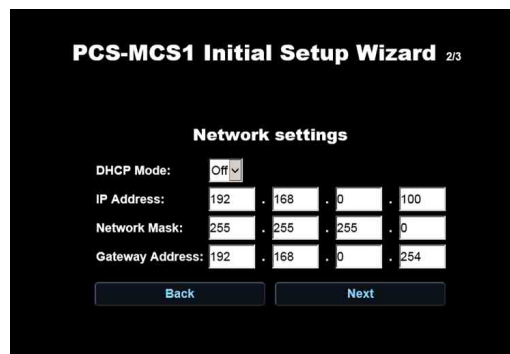 PCS-MCS1 Initial Setup Wizard 2/3
Network settings
DHCP Mode: Off
IP Address: 192 . 168 . 0 . 100
Network Mask: 255 . 255 . 255 . 0
Gateway Address: 192 . 168 . 0 . 254
Back Next